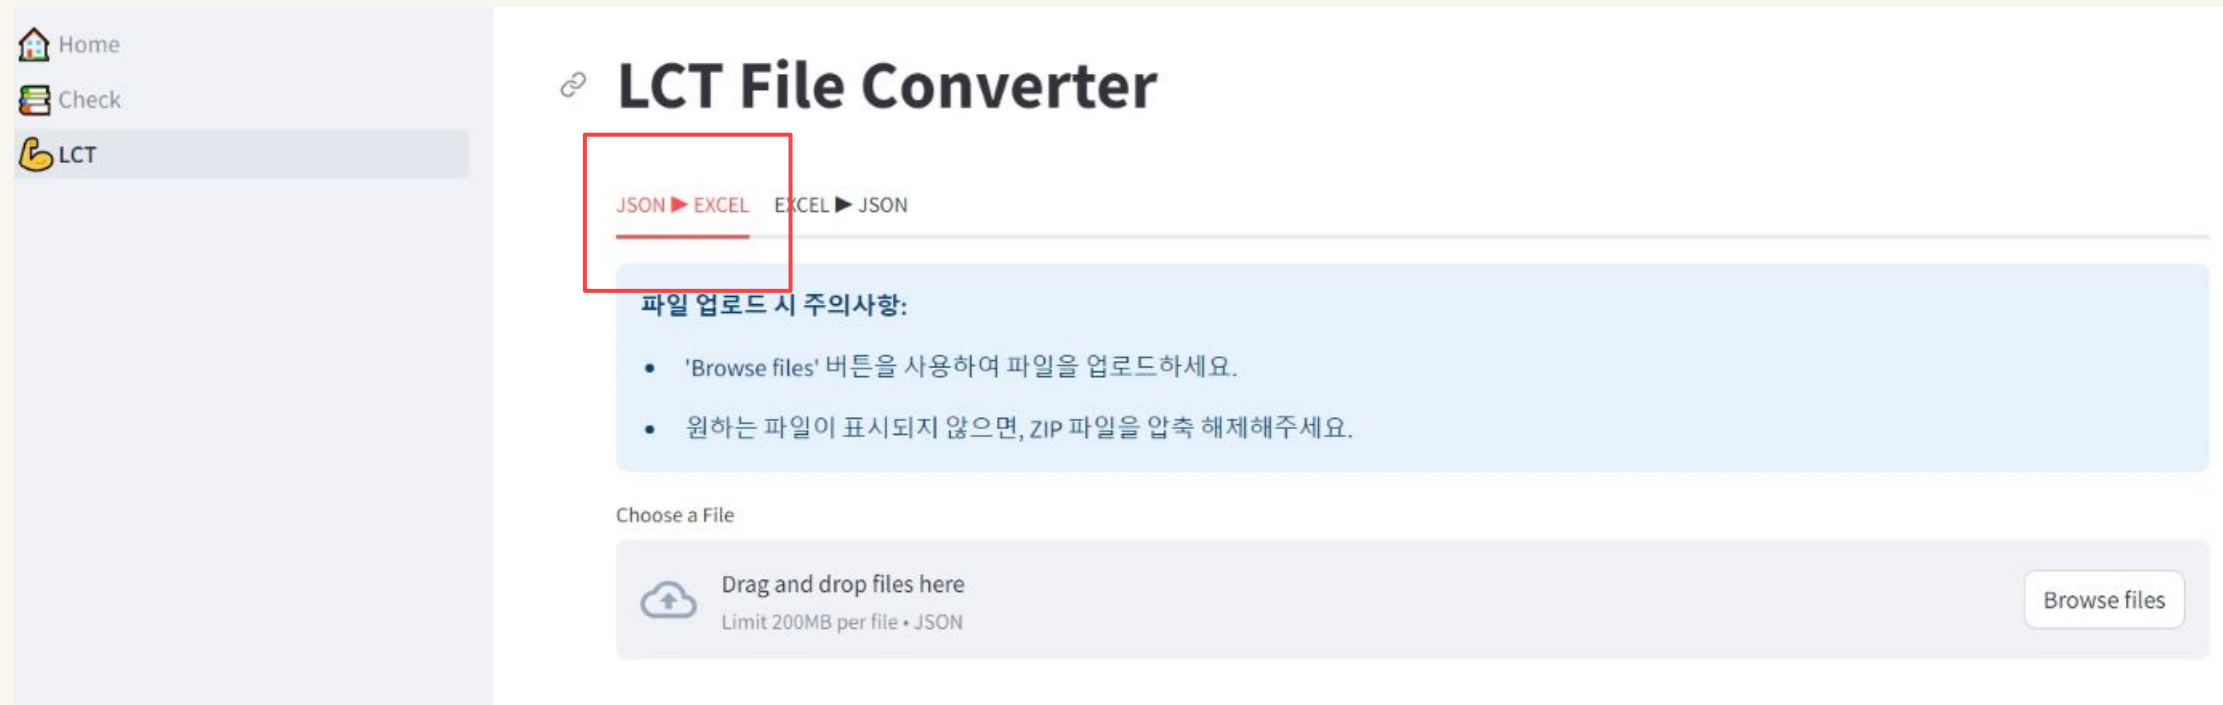 Home
Check
LCT
LCT File Converter
JSON ▶ EXCEL EXCEL ▶ JSON
파일 업로드 시 주의사항:
• 'Browse files' 버튼을 사용하여 파일을 업로드하세요.
• 원하는 파일이 표시되지 않으면, ZIP 파일을 압축 해제해주세요.
Choose a File
Drag and drop files here
Limit 200MB per file • JSON
Browse files